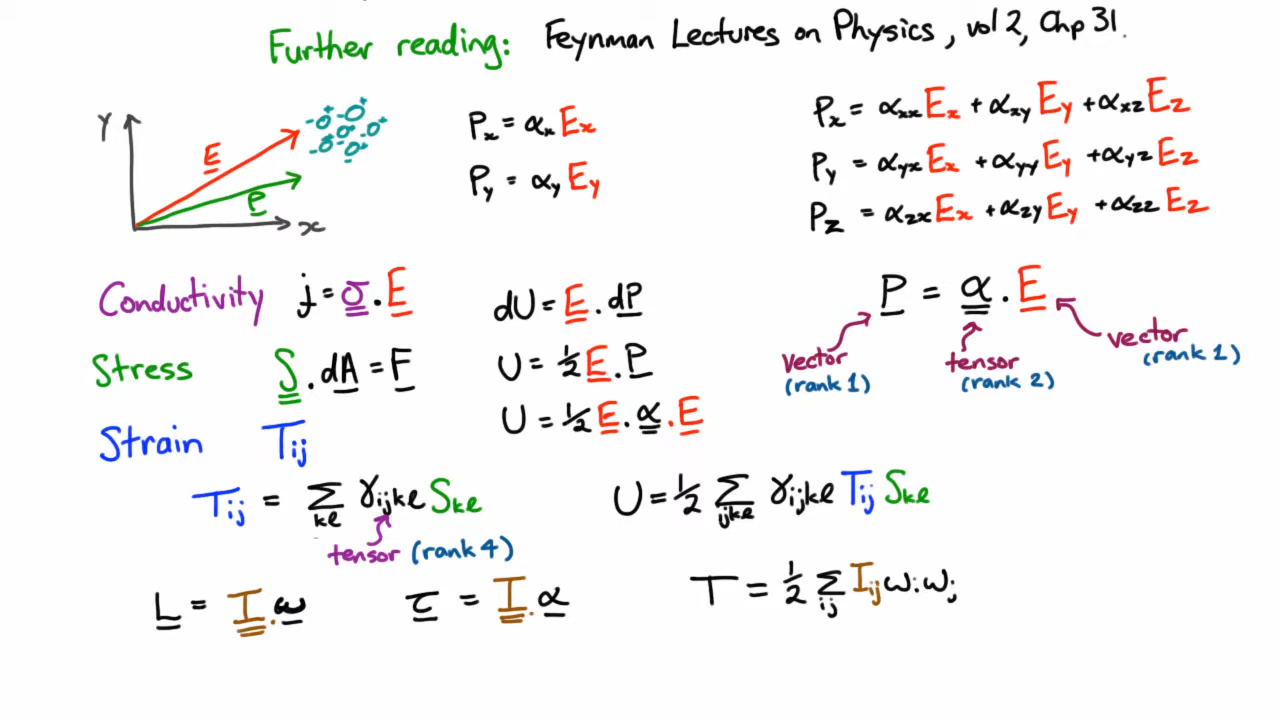 Further reading: Feynman Lectures on Physics, vol 2, Chp 31.
Y
E
P
x
Px = αx Ex
Py = αy Ey
Px = αxx Ex + αxy Ey + αxz Ez
Py = αyx Ex + αyy Ey + αyz Ez
Pz = αzx Ex + αzy Ey + αzz Ez
Conductivity j = σ . E
Stress S . dA = F
Strain Tij
dU = E . dP
U = ½ E . P
U = ½ E . α . E
P = α . E
vector (rank 1)
tensor (rank 2)
vector (rank 1)
Tij = Σkl γijkl Skl
tensor (rank 4)
U = ½ Σijkl γijkl Tij Skl
L = I . ω
τ = I . α
T = ½ Σij Iij ωi ωj